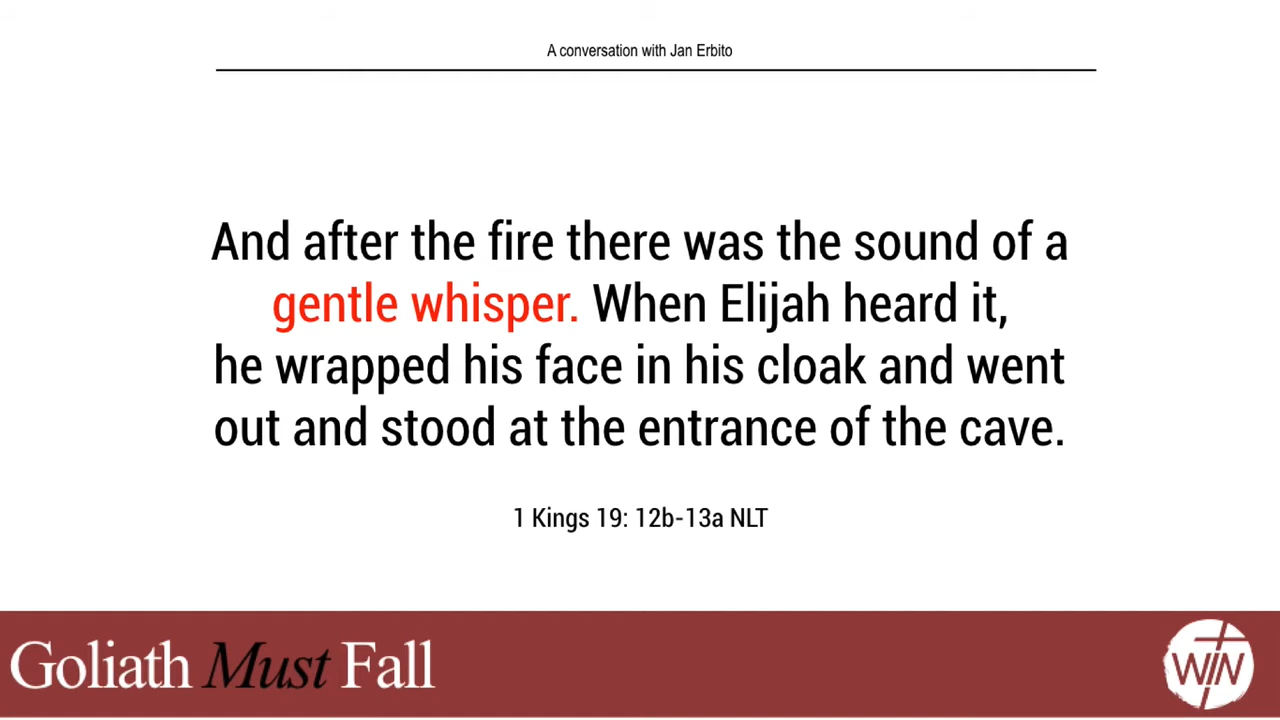 A conversation with Jan Erbito
And after the fire there was the sound of a
gentle whisper. When Elijah heard it,
he wrapped his face in his cloak and went
out and stood at the entrance of the cave.
1 Kings 19: 12b-13a NLT
Goliath Must Fall
WIN